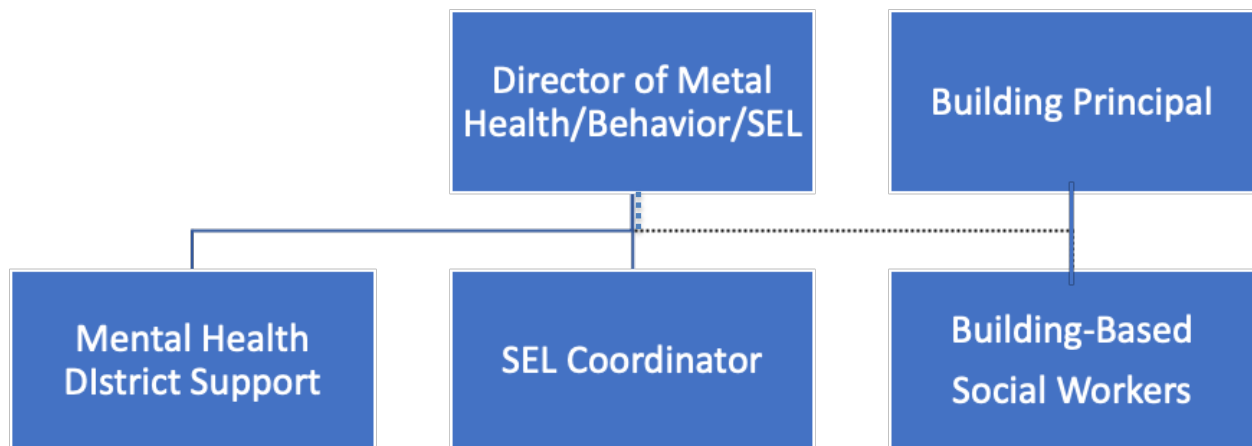 Director of Metal
Health/Behavior/SEL
Building Principal
Mental Health
DIstrict Support
SEL Coordinator
Building-Based
Social Workers